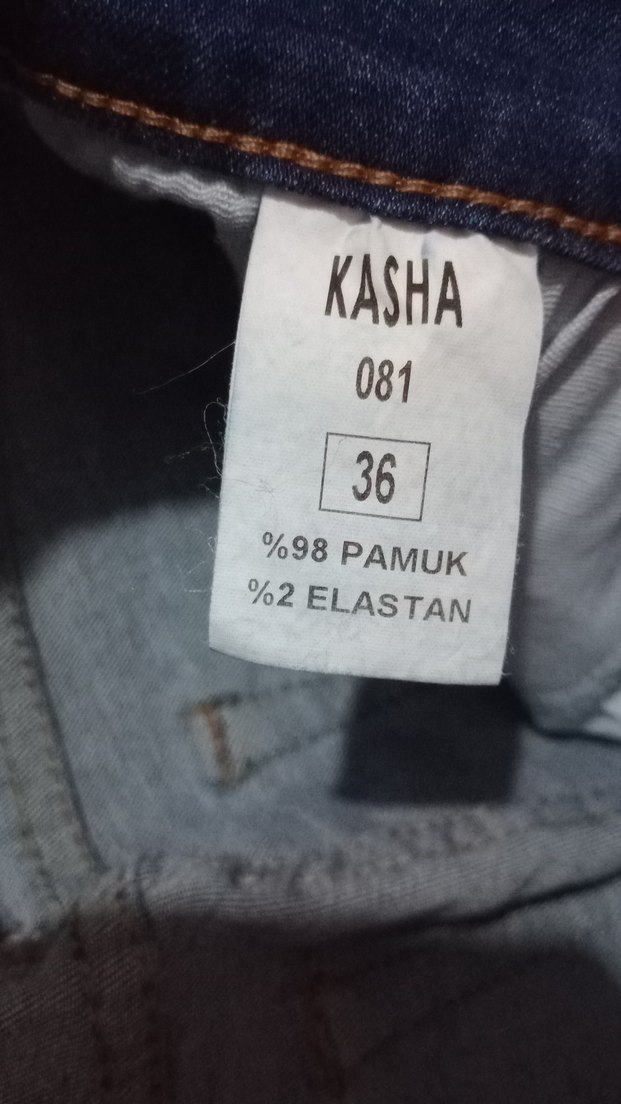 KASHA
081
36
%98 PAMUK
%2 ELASTAN